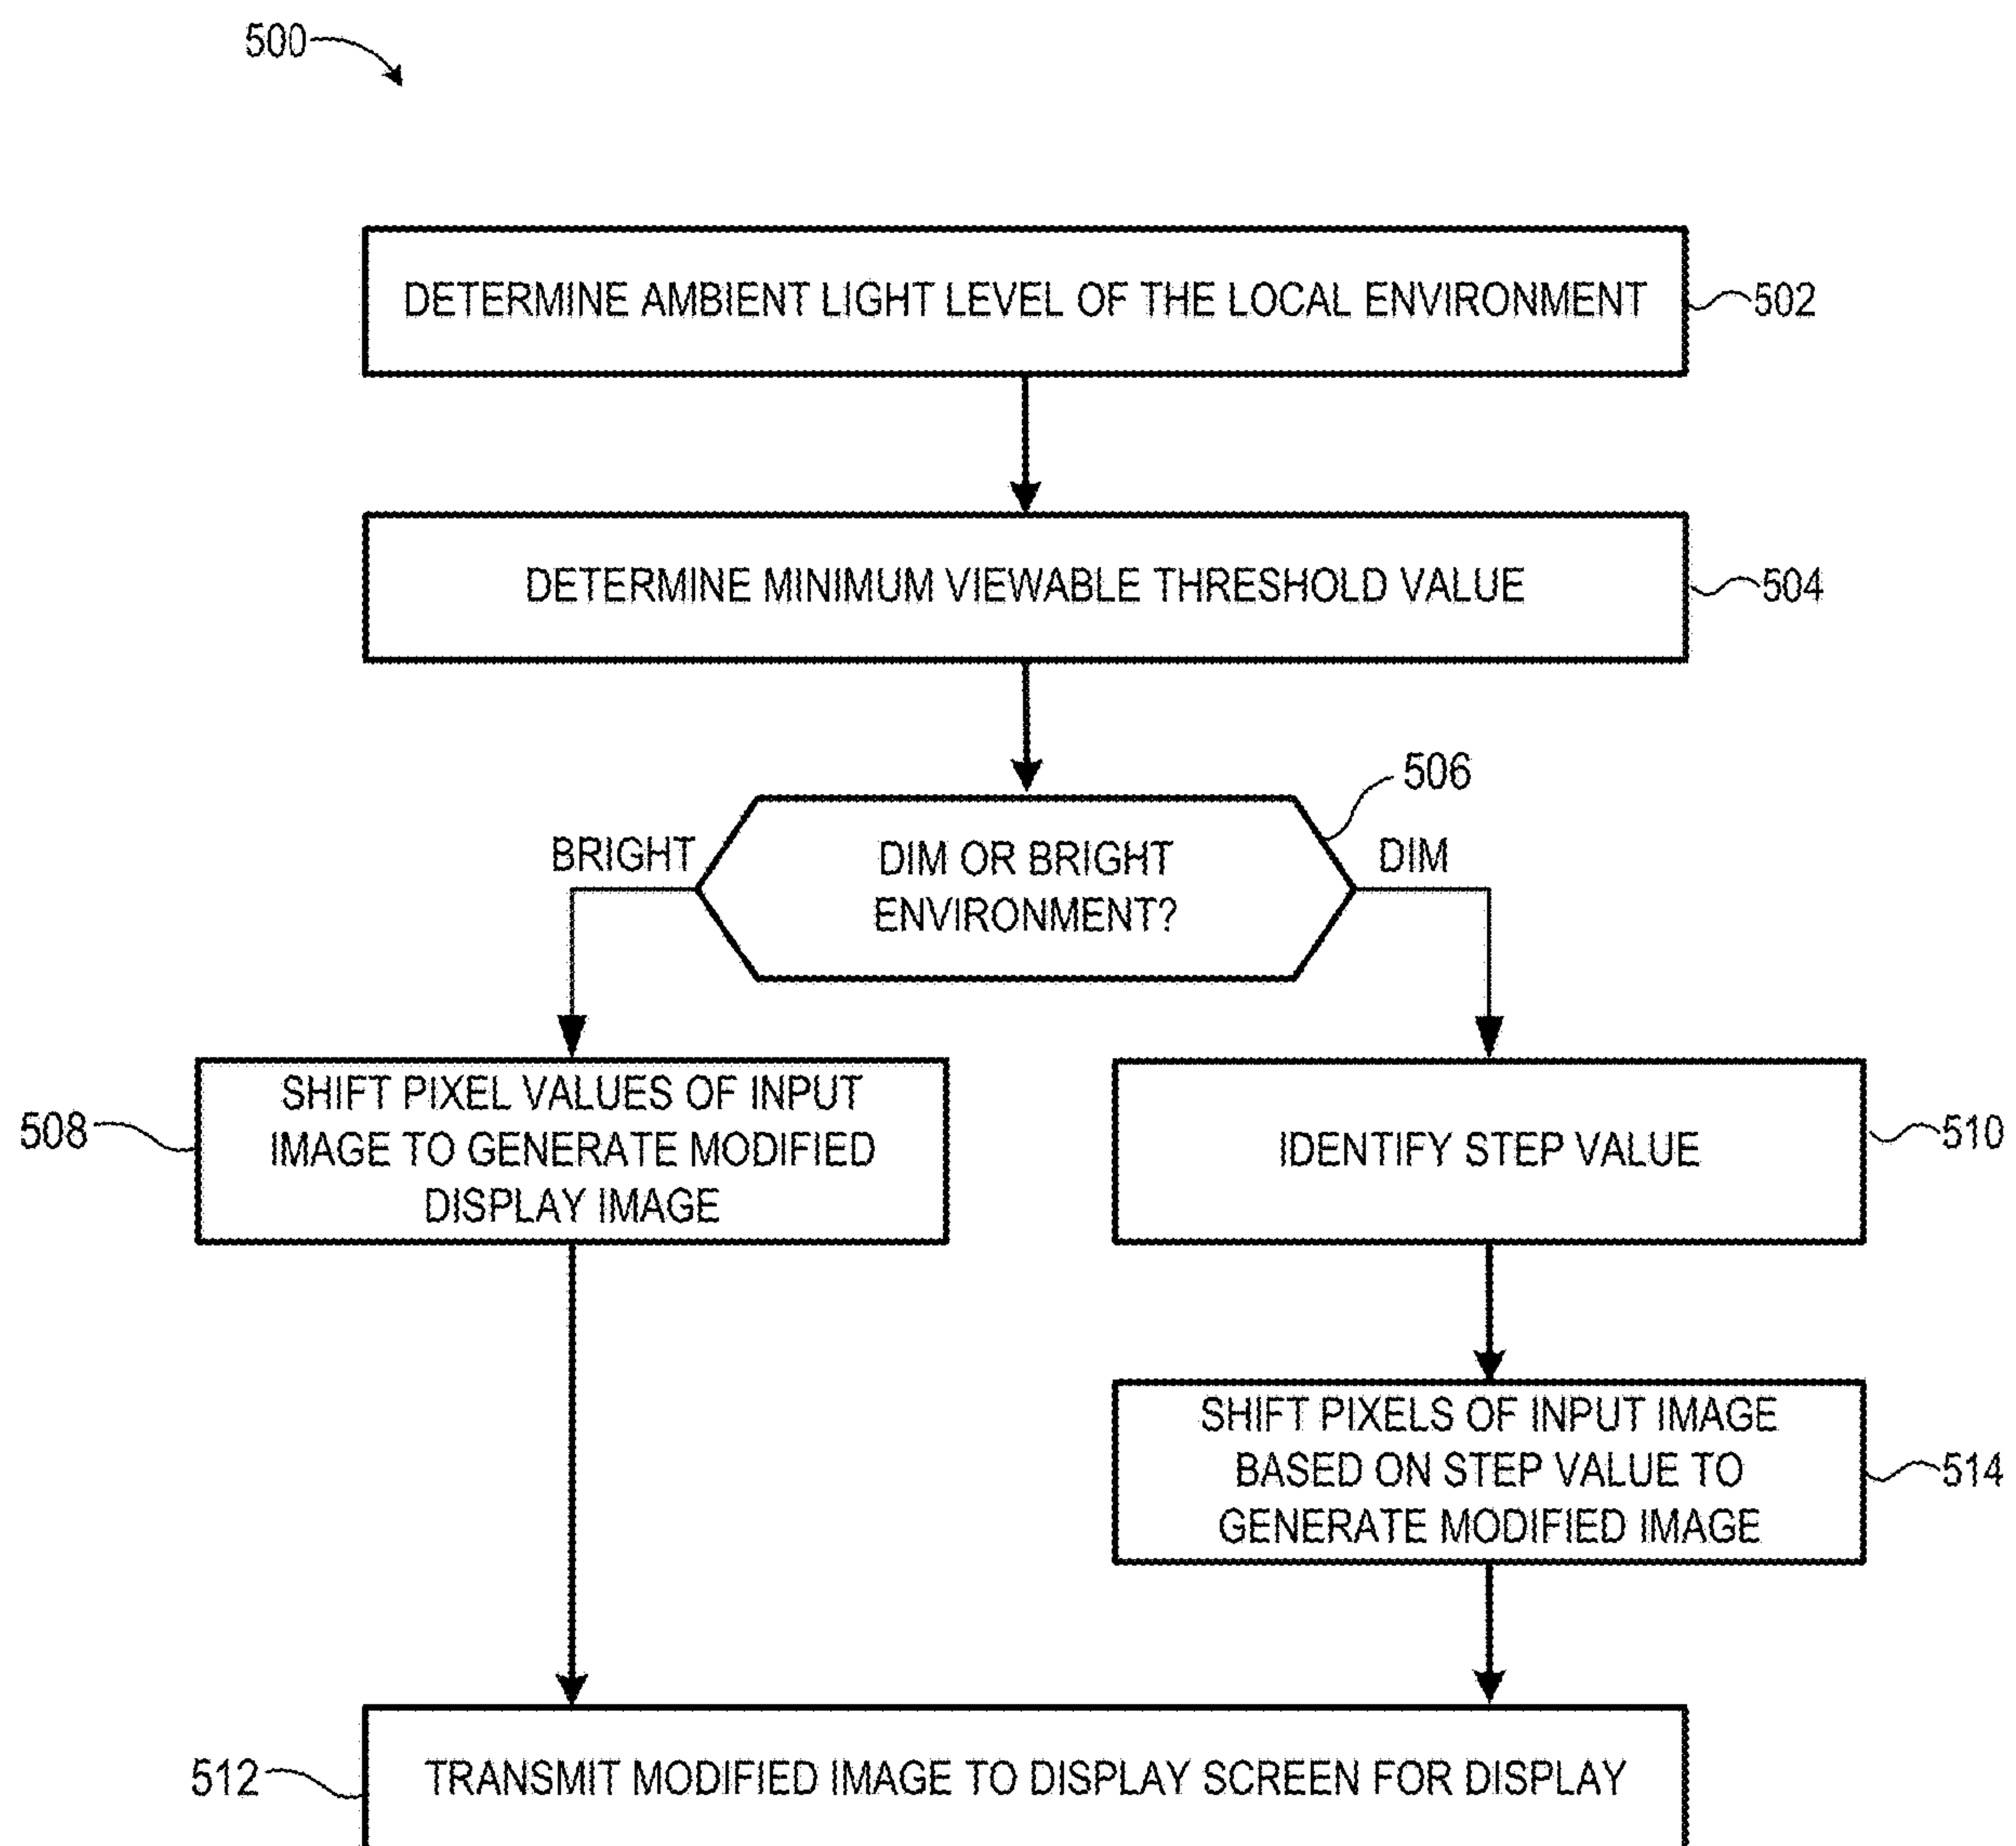 500
DETERMINE AMBIENT LIGHT LEVEL OF THE LOCAL ENVIRONMENT
502
DETERMINE MINIMUM VIEWABLE THRESHOLD VALUE
504
506
BRIGHT
DIM OR BRIGHT
ENVIRONMENT?
DIM
508
SHIFT PIXEL VALUES OF INPUT
IMAGE TO GENERATE MODIFIED
DISPLAY IMAGE
IDENTIFY STEP VALUE
510
SHIFT PIXELS OF INPUT IMAGE
BASED ON STEP VALUE TO
GENERATE MODIFIED IMAGE
514
512
TRANSMIT MODIFIED IMAGE TO DISPLAY SCREEN FOR DISPLAY